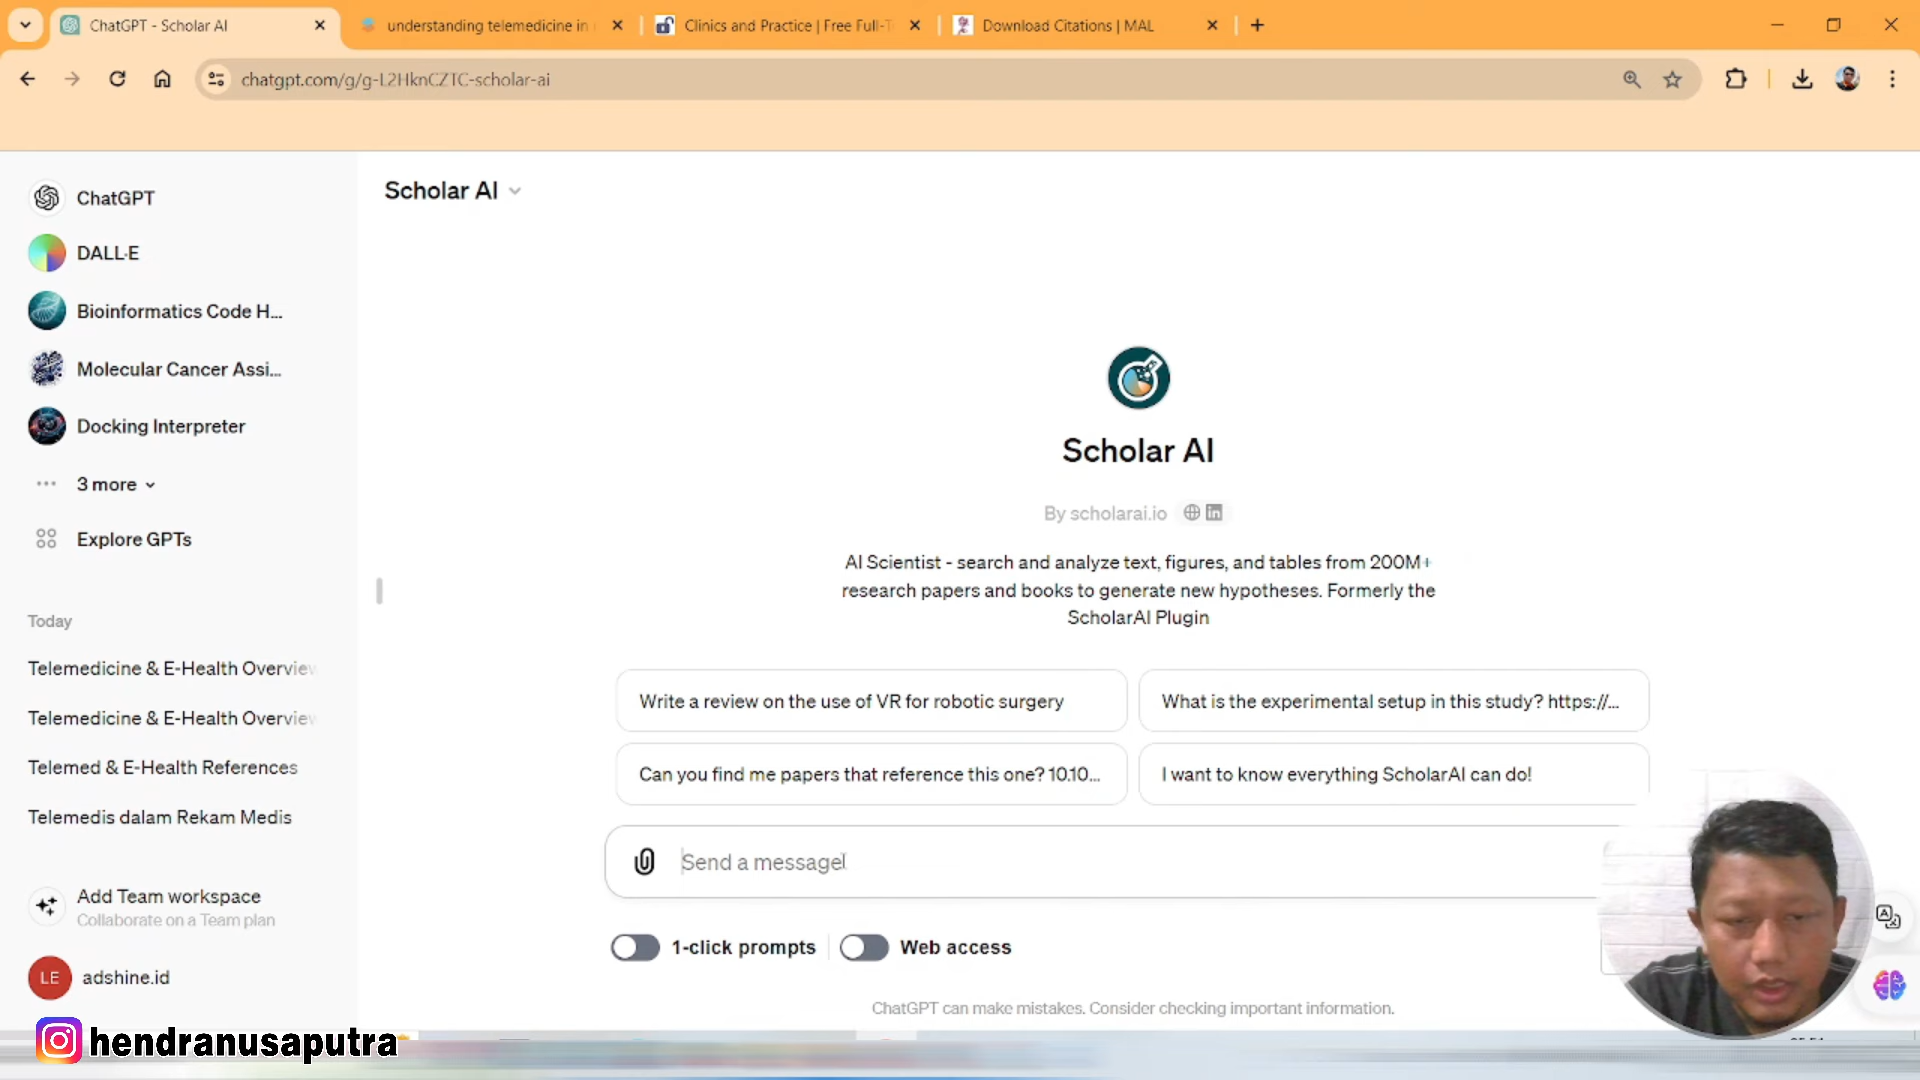 ChatGPT - Scholar AI
understanding telemedicine in
Clinics and Practice | Free Full-T
Download Citations | MAL
chatgpt.com/g/g-L2HknCZTC-scholar-ai
ChatGPT
DALL·E
Bioinformatics Code H...
Molecular Cancer Assi...
Docking Interpreter
3 more
Explore GPTs
Today
Telemedicine & E-Health Overview
Telemedicine & E-Health Overview
Telemed & E-Health References
Telemedis dalam Rekam Medis
Add Team workspace
Collaborate on a Team plan
LE adshine.id
hendranusaputra
Scholar AI
Scholar AI
By scholarai.io
AI Scientist - search and analyze text, figures, and tables from 200M+
research papers and books to generate new hypotheses. Formerly the
ScholarAI Plugin
Write a review on the use of VR for robotic surgery
What is the experimental setup in this study? https://...
Can you find me papers that reference this one? 10.10...
I want to know everything ScholarAI can do!
Send a message
1-click prompts
Web access
ChatGPT can make mistakes. Consider checking important information.